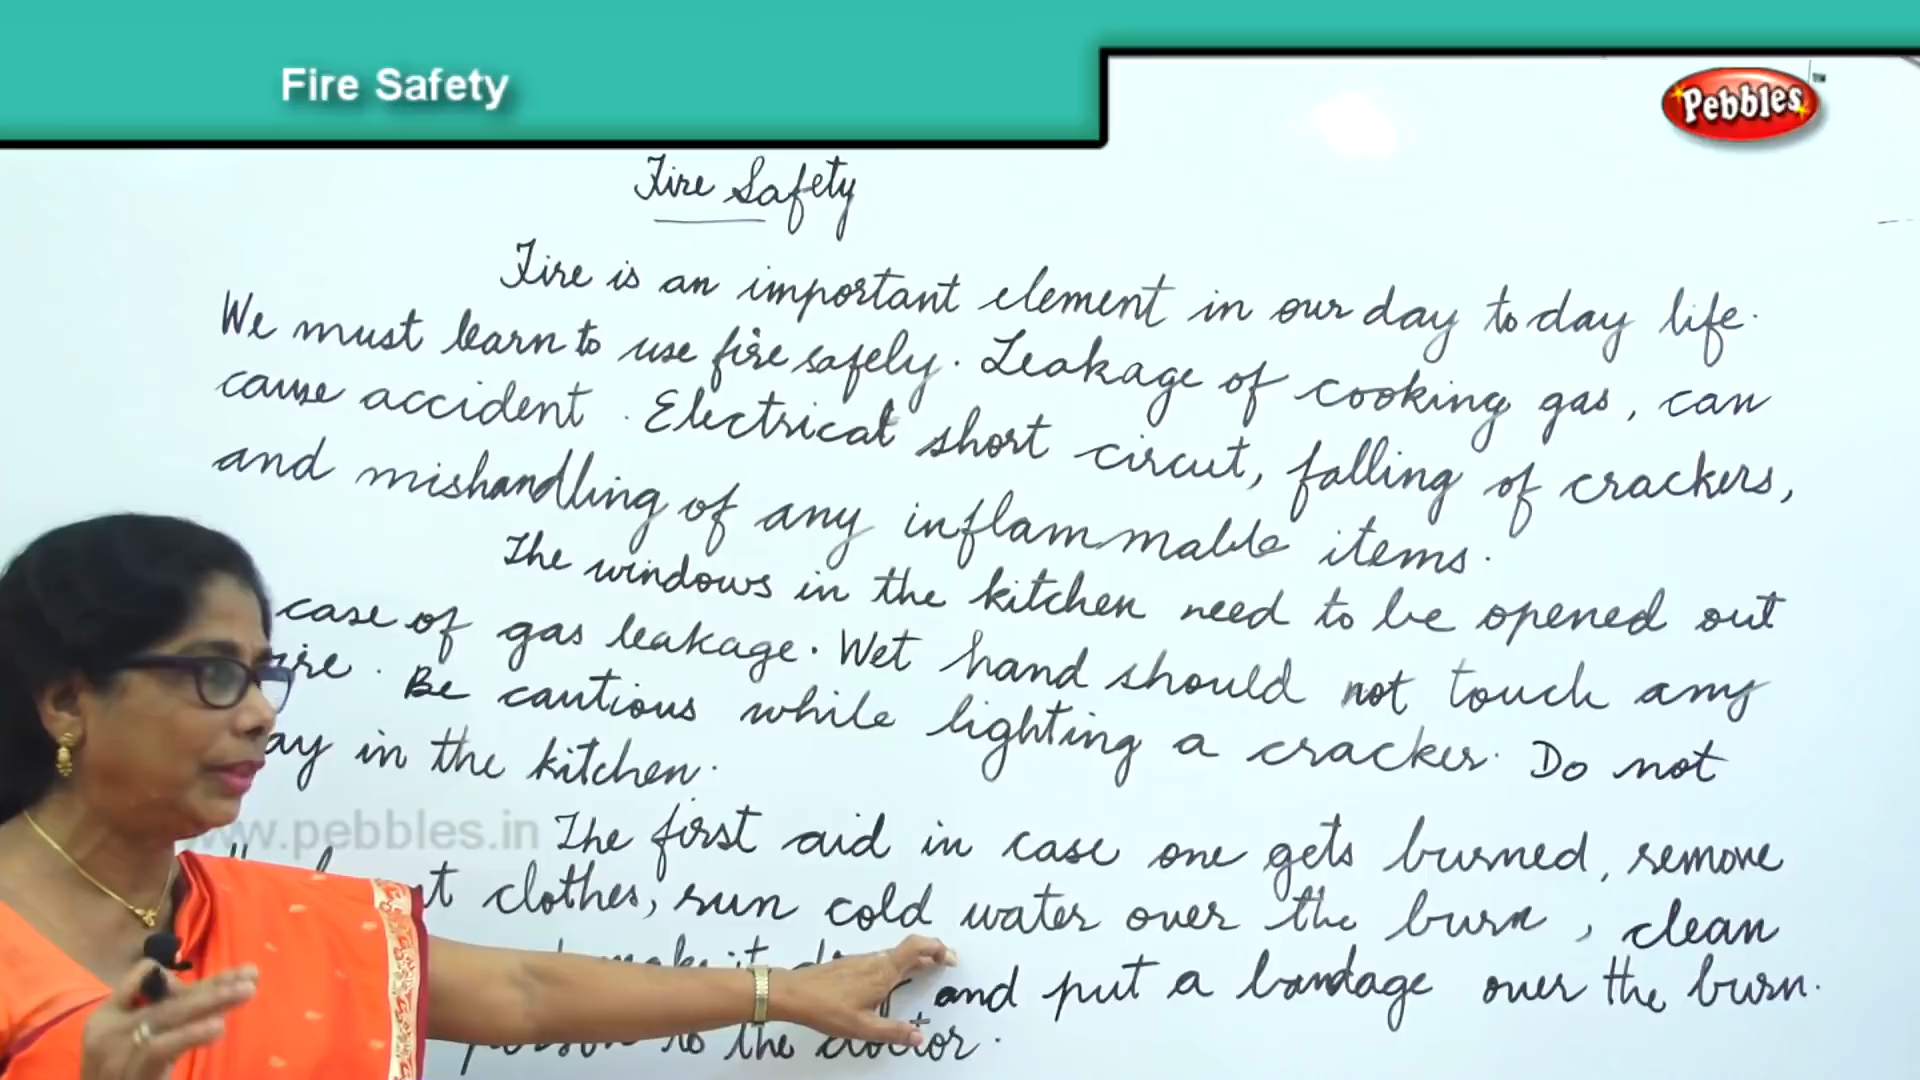 Fire Safety
Pebbles™
Fire Safety
Fire is an important element in our day to day life.
We must learn to use fire safely. Leakage of cooking gas, can
cause accident. Electrical short circut, falling of crackers,
and mishandling of any inflammable items.
The windows in the kitchen need to be opened out
case of gas leakage. Wet hand should not touch any
. Be cautious while lighting a cracker. Do not
in the kitchen.
www.pebbles.in
The first aid in case one gets burned, remove
clothes, run cold water over the burn, clean
make it and put a bandage over the burn.
person to the doctor.